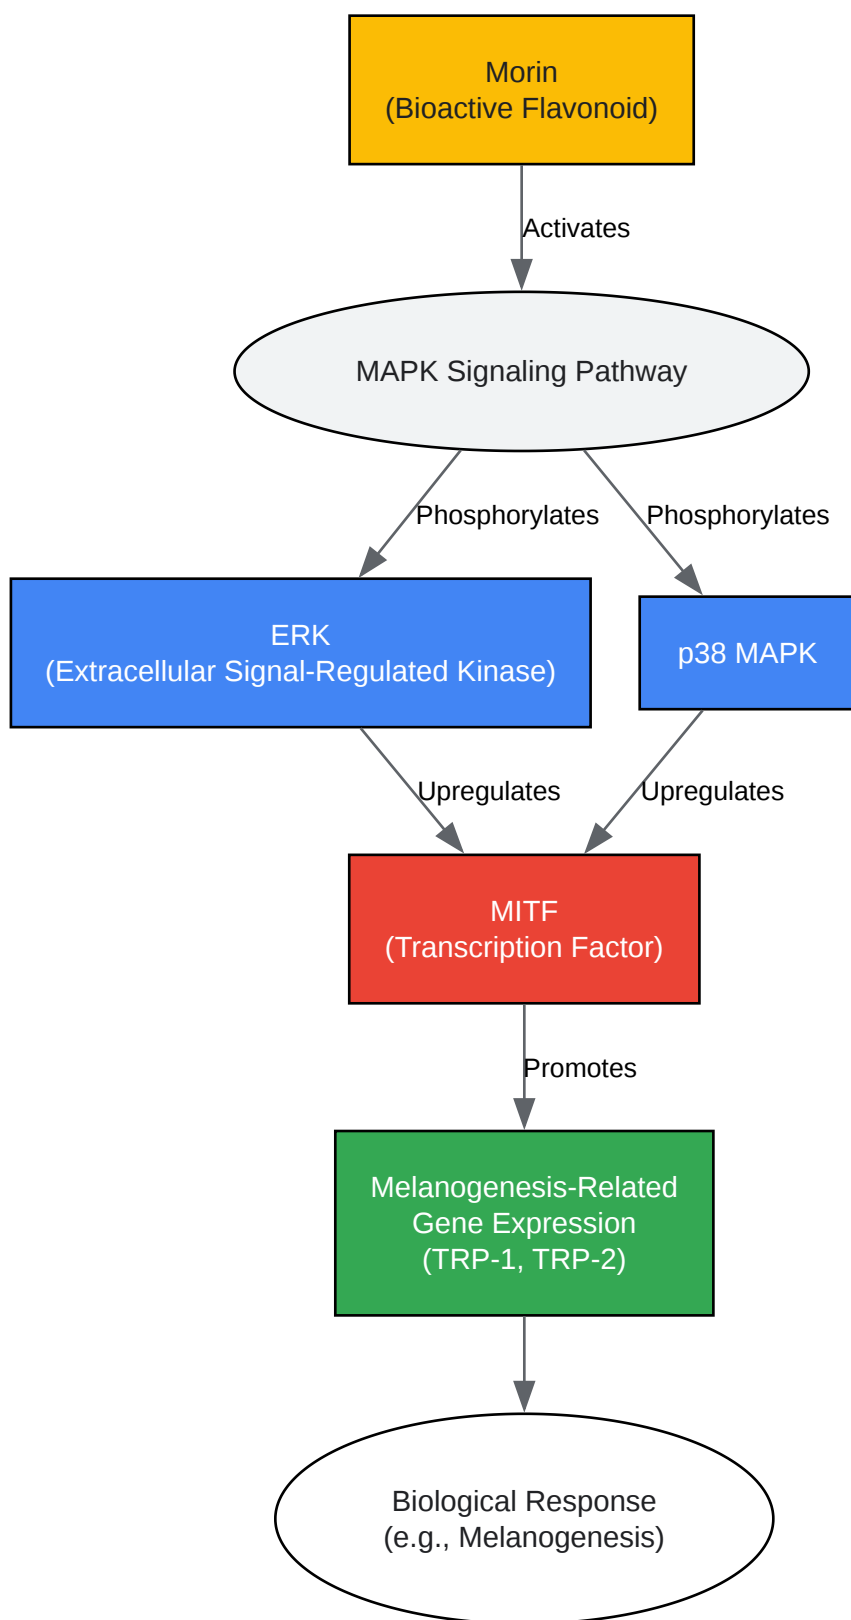 Morin
(Bioactive Flavonoid)
Activates
MAPK Signaling Pathway
Phosphorylates
Phosphorylates
ERK
(Extracellular Signal-Regulated Kinase)
p38 MAPK
Upregulates
Upregulates
MITF
(Transcription Factor)
Promotes
Melanogenesis-Related
Gene Expression
(TRP-1, TRP-2)
Biological Response
(e.g., Melanogenesis)